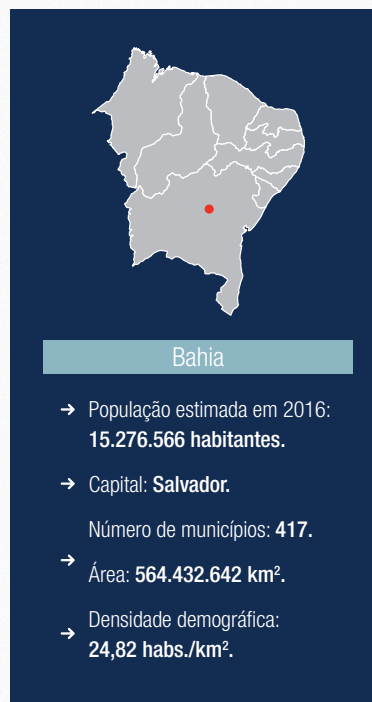 Bahia
→ População estimada em 2016:
15.276.566 habitantes.
→ Capital: Salvador.
Número de municípios: 417.
→
Área: 564.432.642 km².
Densidade demográfica:
→
24,82 habs./km².